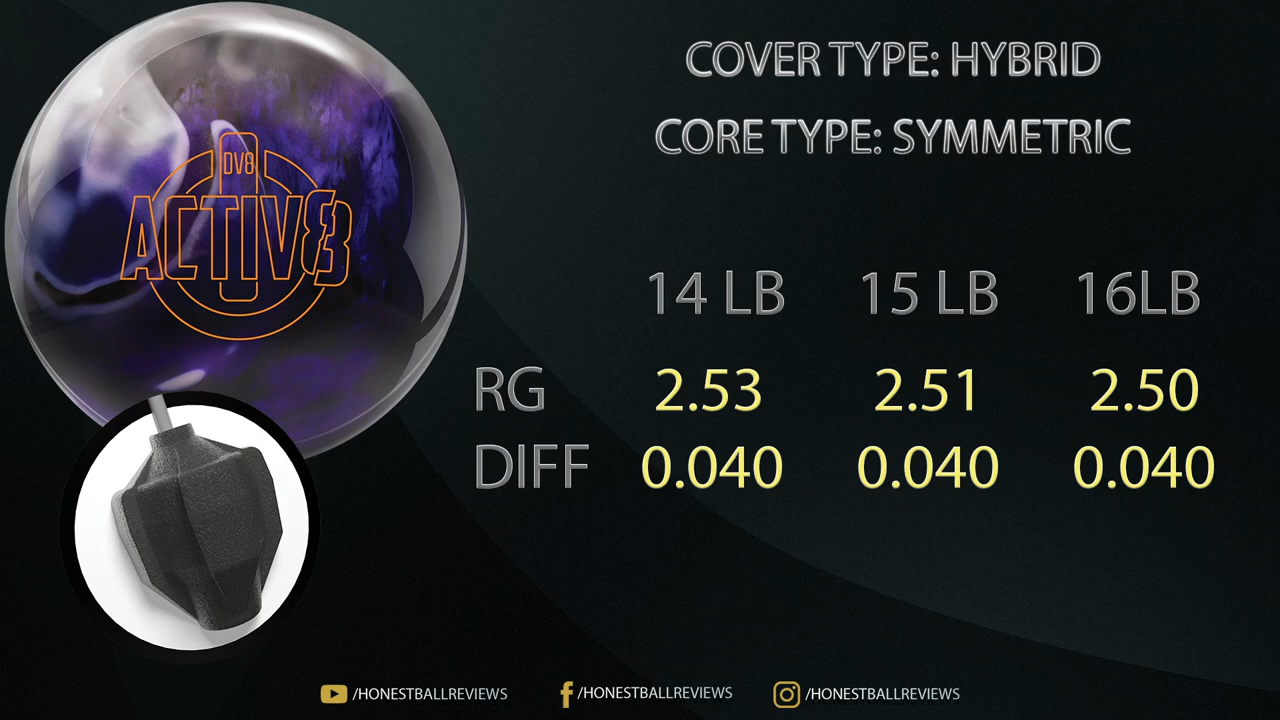 DV8
ACTIV8
COVER TYPE: HYBRID
CORE TYPE: SYMMETRIC
14 LB 15 LB 16LB
RG 2.53 2.51 2.50
DIFF 0.040 0.040 0.040
/HONESTBALLREVIEWS /HONESTBALLREVIEWS /HONESTBALLREVIEWS